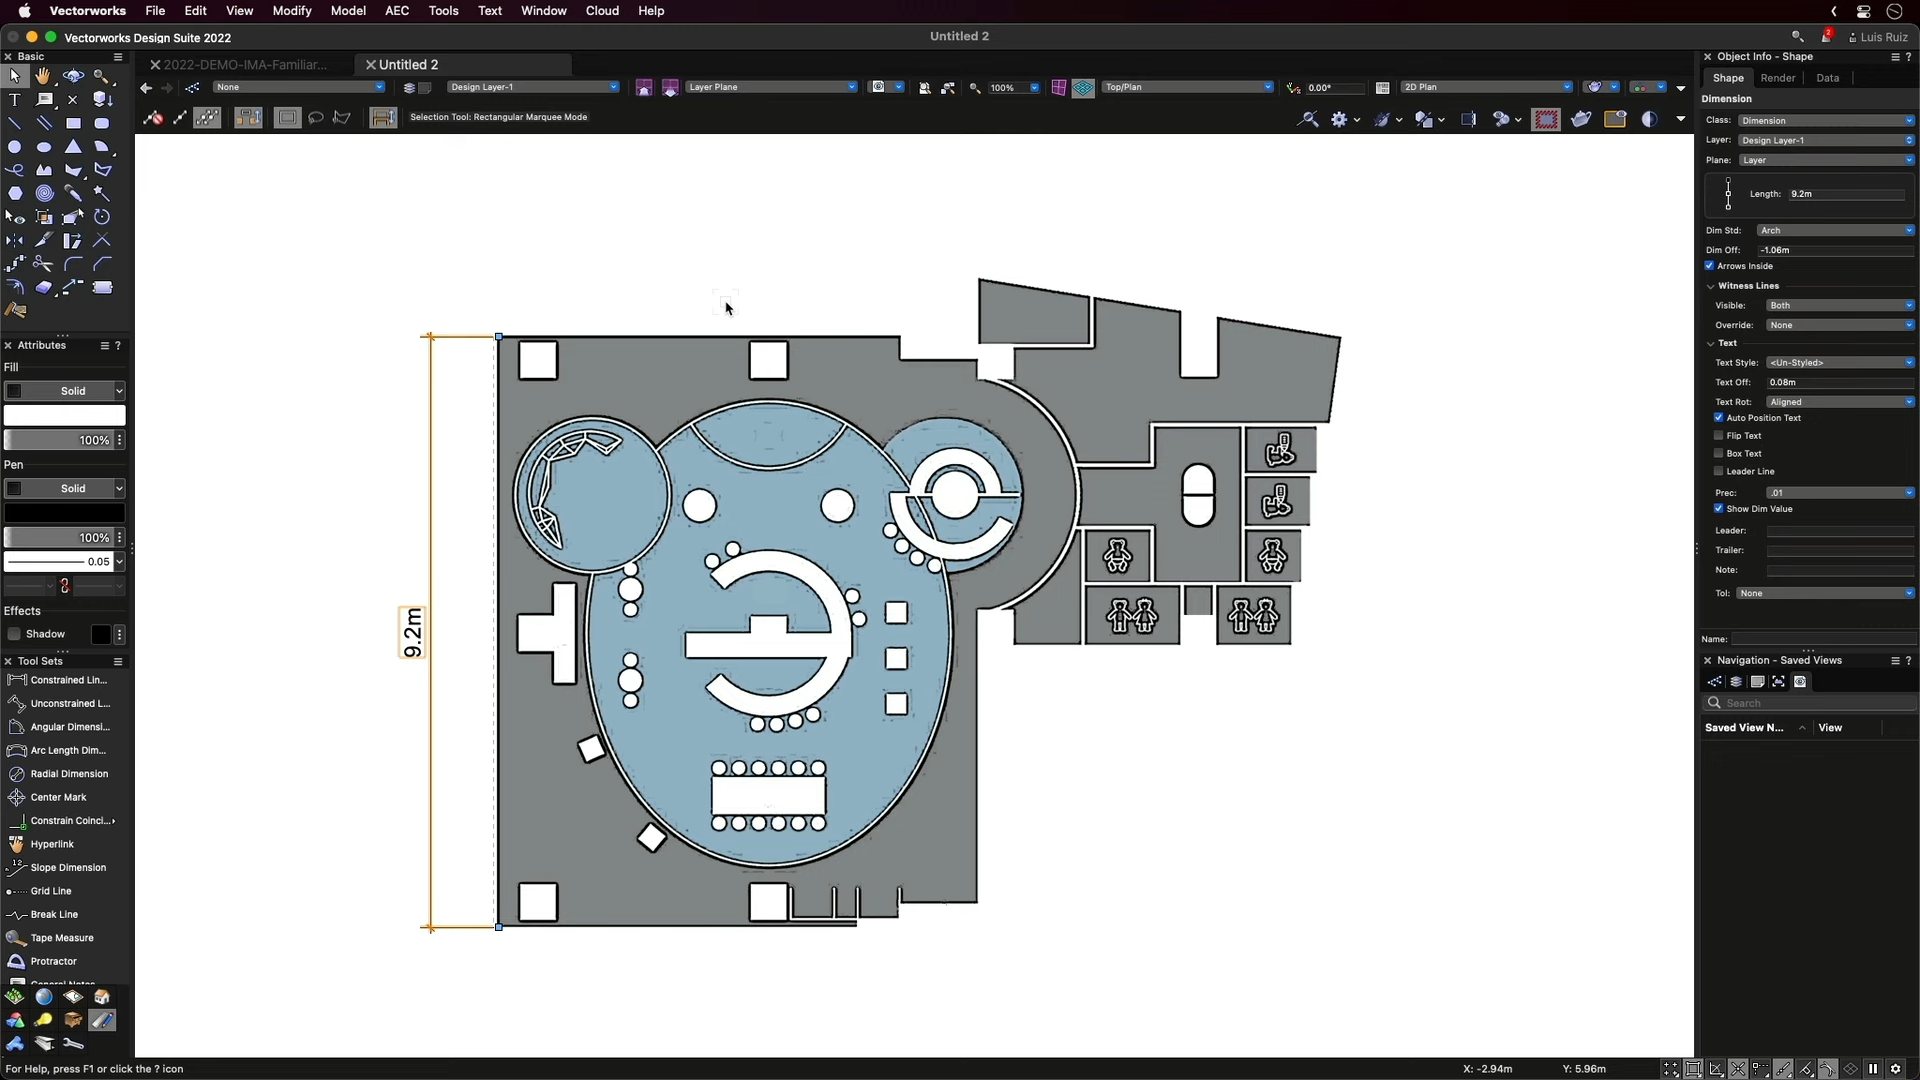 Vectorworks File Edit View Modify Model AEC Tools Text Window Cloud Help
Vectorworks Design Suite 2022
Untitled 2
2
Luis Ruiz
Basic
2022-DEMO-IMA-Familiar...
Untitled 2
Object Info - Shape
None
Design Layer-1
Layer Plane
100%
Top/Plan
0.00°
2D Plan
Shape Render Data
Selection Tool: Rectangular Marquee Mode
Dimension
Class: Dimension
Layer: Design Layer-1
Plane: Layer
Length: 9.2m
Dim Std: Arch
Dim Off: -1.06m
Arrows Inside
Witness Lines
Visible: Both
Override: None
Text
Text Style: <Un-Styled>
Text Off: 0.08m
Text Rot: Aligned
Auto Position Text
Flip Text
Box Text
Leader Line
Prec: .01
Show Dim Value
Leader:
Trailer:
Note:
Tol: None
Name:
Navigation - Saved Views
Search
Saved View N... View
Attributes
Fill
Solid
100%
Pen
Solid
100%
0.05
Effects
Shadow
Tool Sets
Constrained Lin...
Unconstrained L...
Angular Dimensi...
Arc Length Dim...
Radial Dimension
Center Mark
Constrain Coinci...
Hyperlink
Slope Dimension
Grid Line
Break Line
Tape Measure
Protractor
General Notes
9.2m
For Help, press F1 or click the ? icon
X: -2.94m
Y: 5.96m